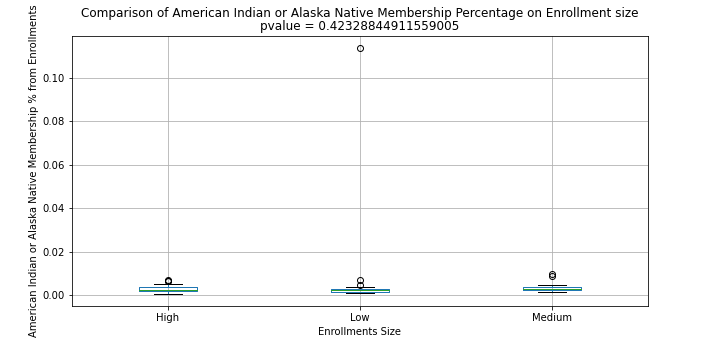 Comparison of American Indian or Alaska Native Membership Percentage on Enrollment size
pvalue = 0.42328844911559005
American Indian or Alaska Native Membership % from Enrollments
0.10
0.08
0.06
0.04
0.02
0.00
High
Low
Medium
Enrollments Size